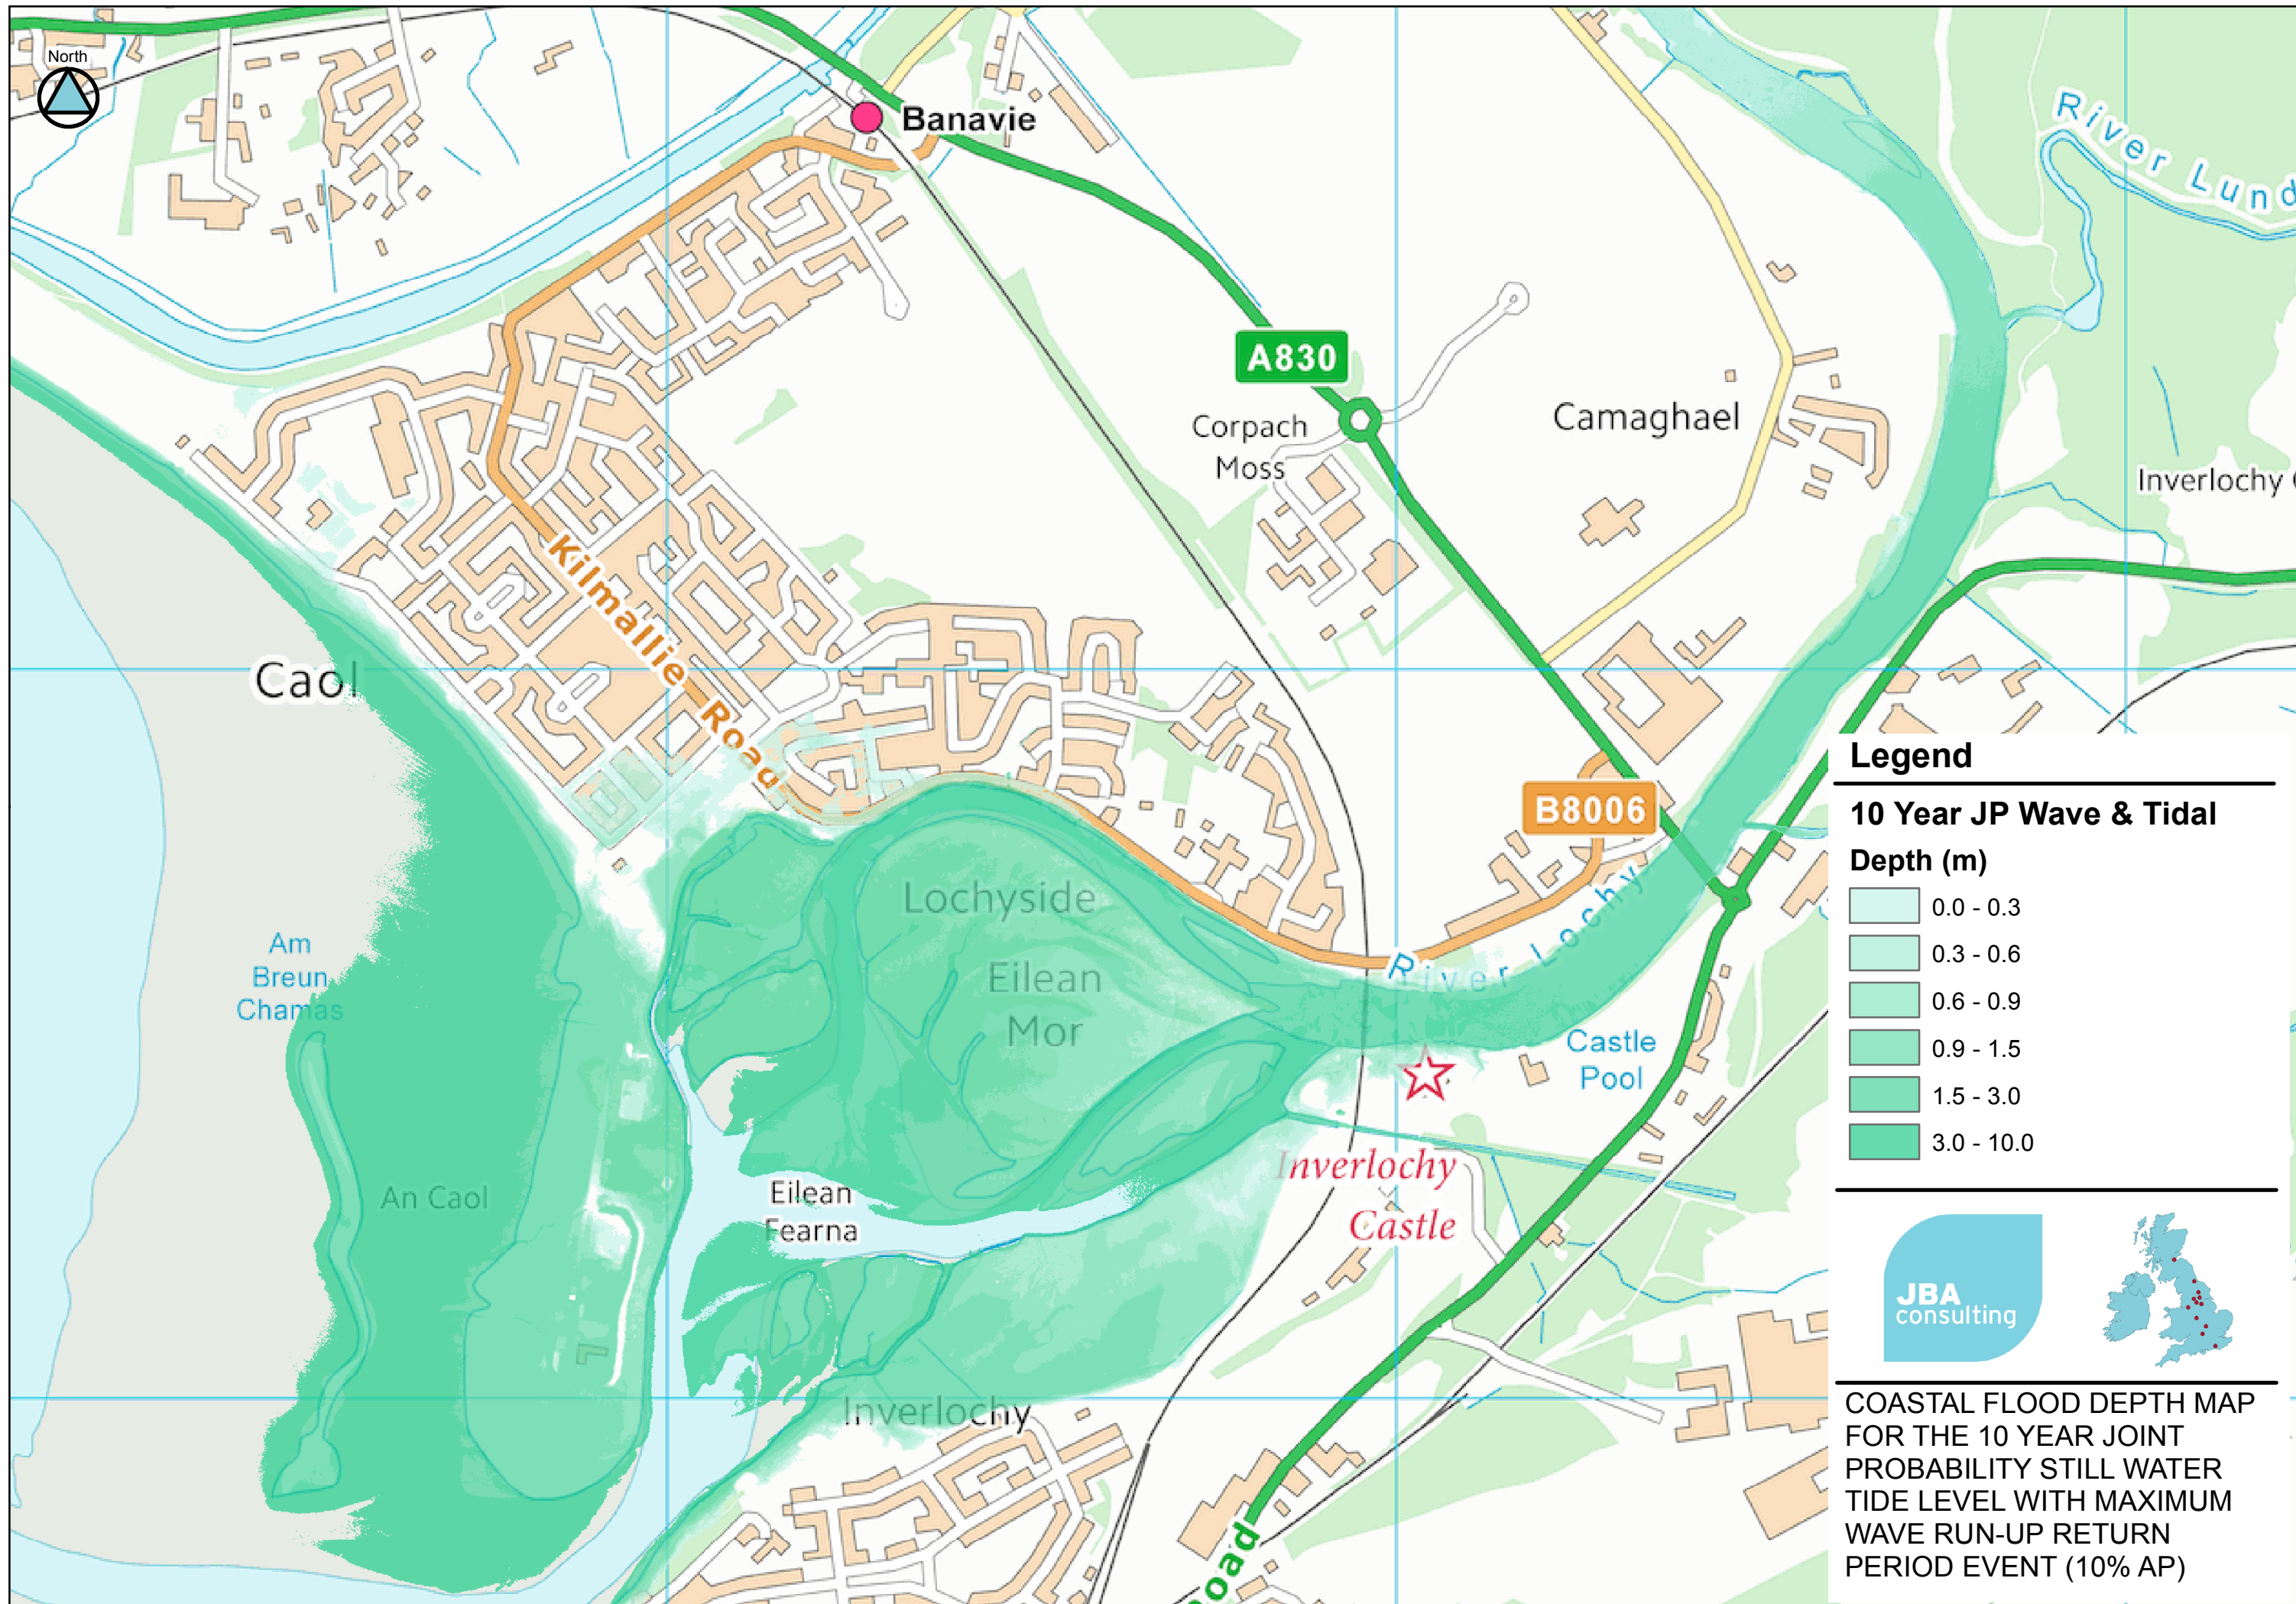 North
Banavie
River Lund
A830
Corpach
Moss
Camaghael
Inverlochy
Kilmallie Road
Caol
B8006
River Lochy
Lochyside
Eilean
Mor
Am
Breun
Chamas
An Caol
Eilean
Fearna
Castle
Pool
Inverlochy
Castle
Inverlochy
Road
Legend
10 Year JP Wave & Tidal
Depth (m)
0.0 - 0.3
0.3 - 0.6
0.6 - 0.9
0.9 - 1.5
1.5 - 3.0
3.0 - 10.0
JBA
consulting
COASTAL FLOOD DEPTH MAP
FOR THE 10 YEAR JOINT
PROBABILITY STILL WATER
TIDE LEVEL WITH MAXIMUM
WAVE RUN-UP RETURN
PERIOD EVENT (10% AP)